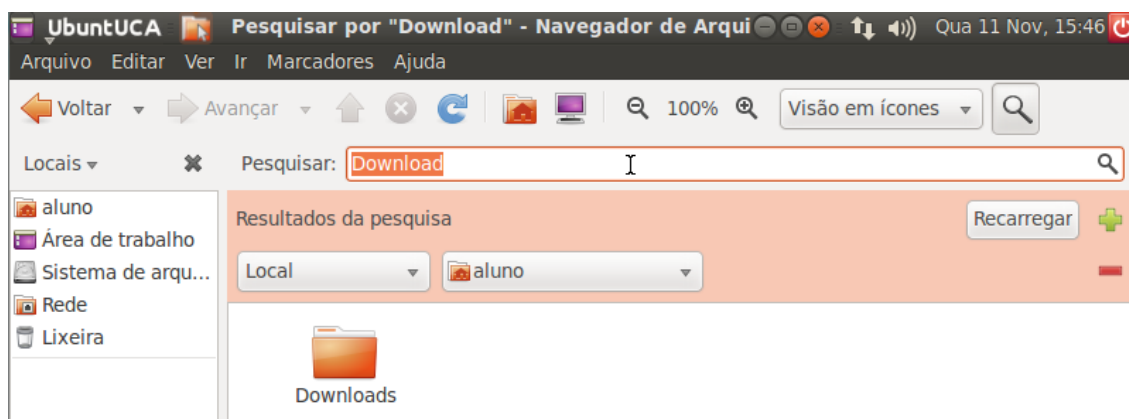 UbuntUCA Pesquisar por "Download" - Navegador de Arqui Qua 11 Nov, 15:46
Arquivo Editar Ver Ir Marcadores Ajuda
Voltar Avançar 100% Visão em ícones
Locais Pesquisar: Download
aluno
Área de trabalho
Sistema de arqu...
Rede
Lixeira
Resultados da pesquisa Recarregar
Local aluno
Downloads